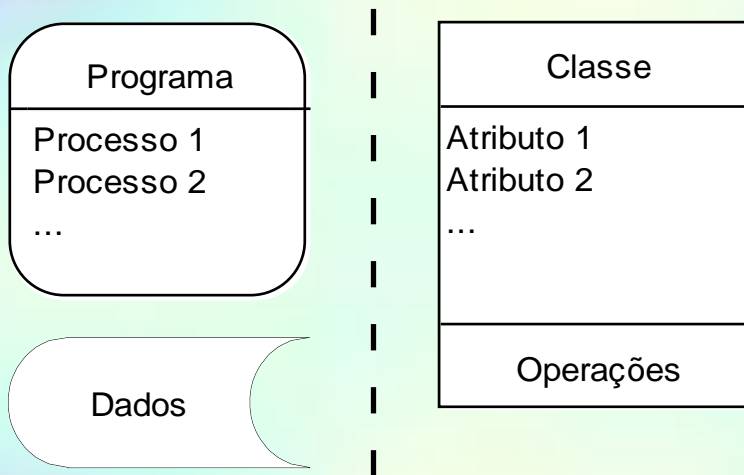 Programa
Processo 1
Processo 2
...
Dados
Classe
Atributo 1
Atributo 2
...
Operações